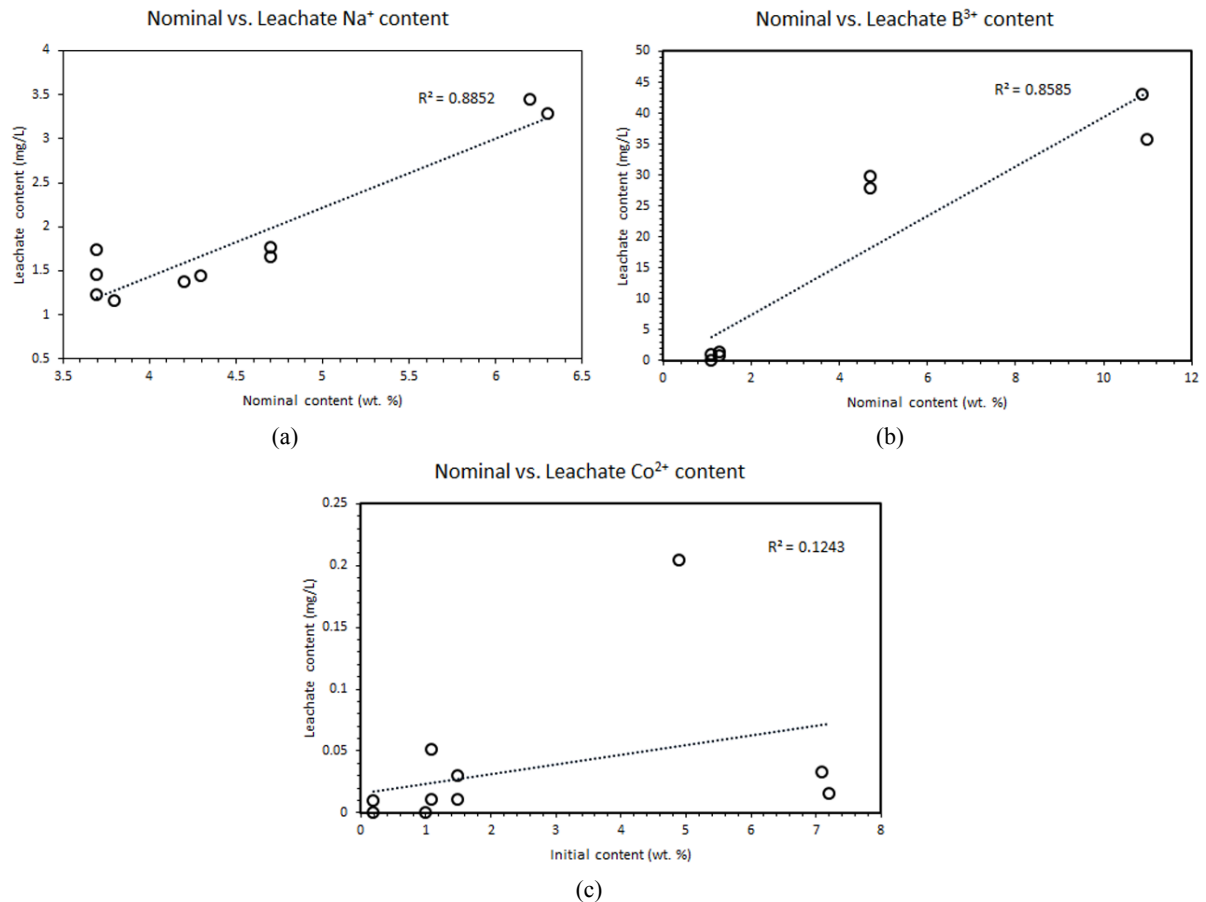 Nominal vs. Leachate Na⁺ content
4
3.5
3
2.5
2
1.5
1
0.5
Leachate content (mg/L)
R² = 0.8852
3.5 4 4.5 5 5.5 6 6.5
Nominal content (wt. %)
(a)
Nominal vs. Leachate B³⁺ content
50
45
40
35
30
25
20
15
10
5
0
Leachate content (mg/L)
R² = 0.8585
0 2 4 6 8 10 12
Nominal content (wt. %)
(b)
Nominal vs. Leachate Co²⁺ content
0.25
0.2
0.15
0.1
0.05
0
Leachate content (mg/L)
R² = 0.1243
0 1 2 3 4 5 6 7 8
Initial content (wt. %)
(c)